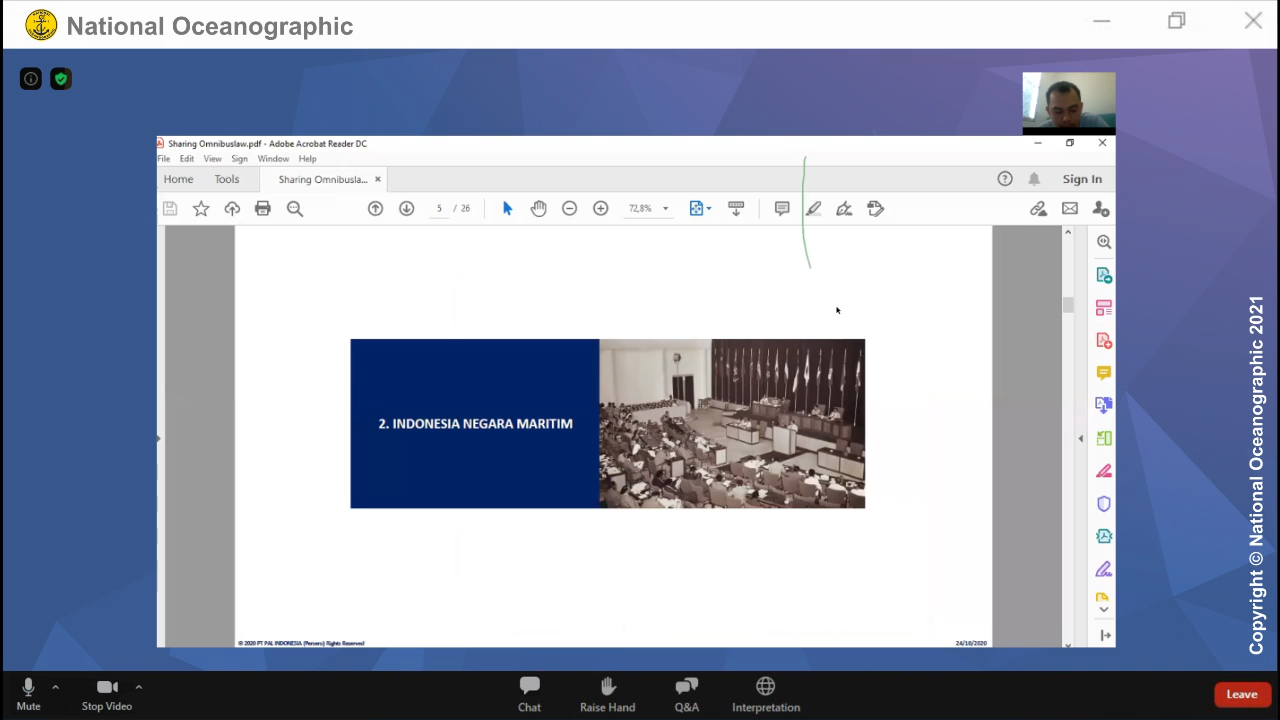 National Oceanographic
Sharing Omnibuslaw.pdf - Adobe Acrobat Reader DC
File Edit View Sign Window Help
Home Tools Sharing Omnibusla... ×
Sign In
5 / 26 72,8%
2. INDONESIA NEGARA MARITIM
© 2020 PT PAL INDONESIA (Persero) Rights Reserved
24/10/2020
Copyright © National Oceanographic 2021
Mute
Stop Video
Chat
Raise Hand
Q&A
Interpretation
Leave